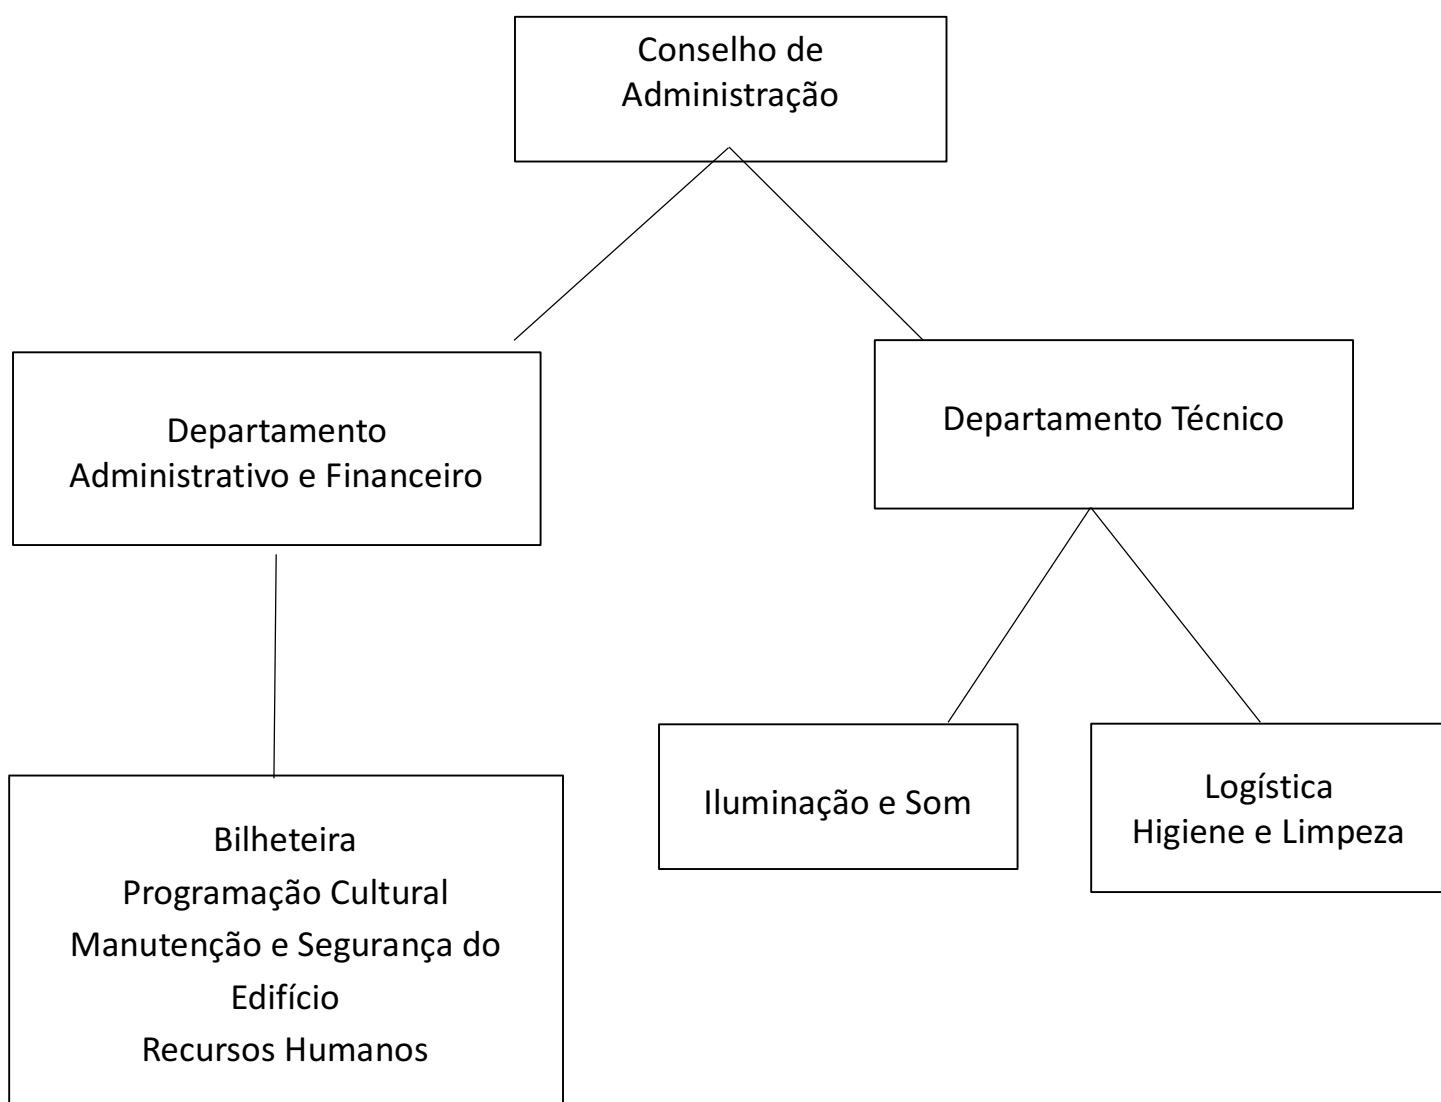 Conselho de
Administração
Departamento
Administrativo e Financeiro
Departamento Técnico
Iluminação e Som
Logística
Higiene e Limpeza
Bilheteira
Programação Cultural
Manutenção e Segurança do
Edifício
Recursos Humanos